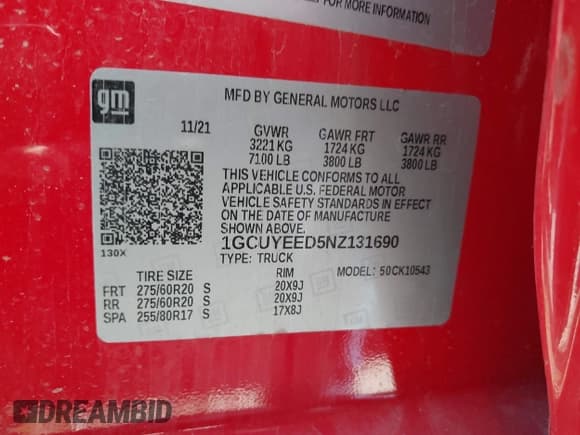 FOR MORE INFORMATION
gm
MFD BY GENERAL MOTORS LLC
11/21 GVWR GAWR FRT GAWR RR
3221 KG 1724 KG 1724 KG
7100 LB 3800 LB 3800 LB
THIS VEHICLE CONFORMS TO ALL
APPLICABLE U.S. FEDERAL MOTOR
VEHICLE SAFETY STANDARDS IN EFFECT
ON THE DATE OF MANUFACTURE
SHOWN ABOVE.
1GCUYEED5NZ131690
130X
TYPE: TRUCK MODEL: 50CK10543
TIRE SIZE RIM
FRT 275/60R20 S 20X9J
RR 275/60R20 S 20X9J
SPA 255/80R17 S 17X8J
DREAMBID